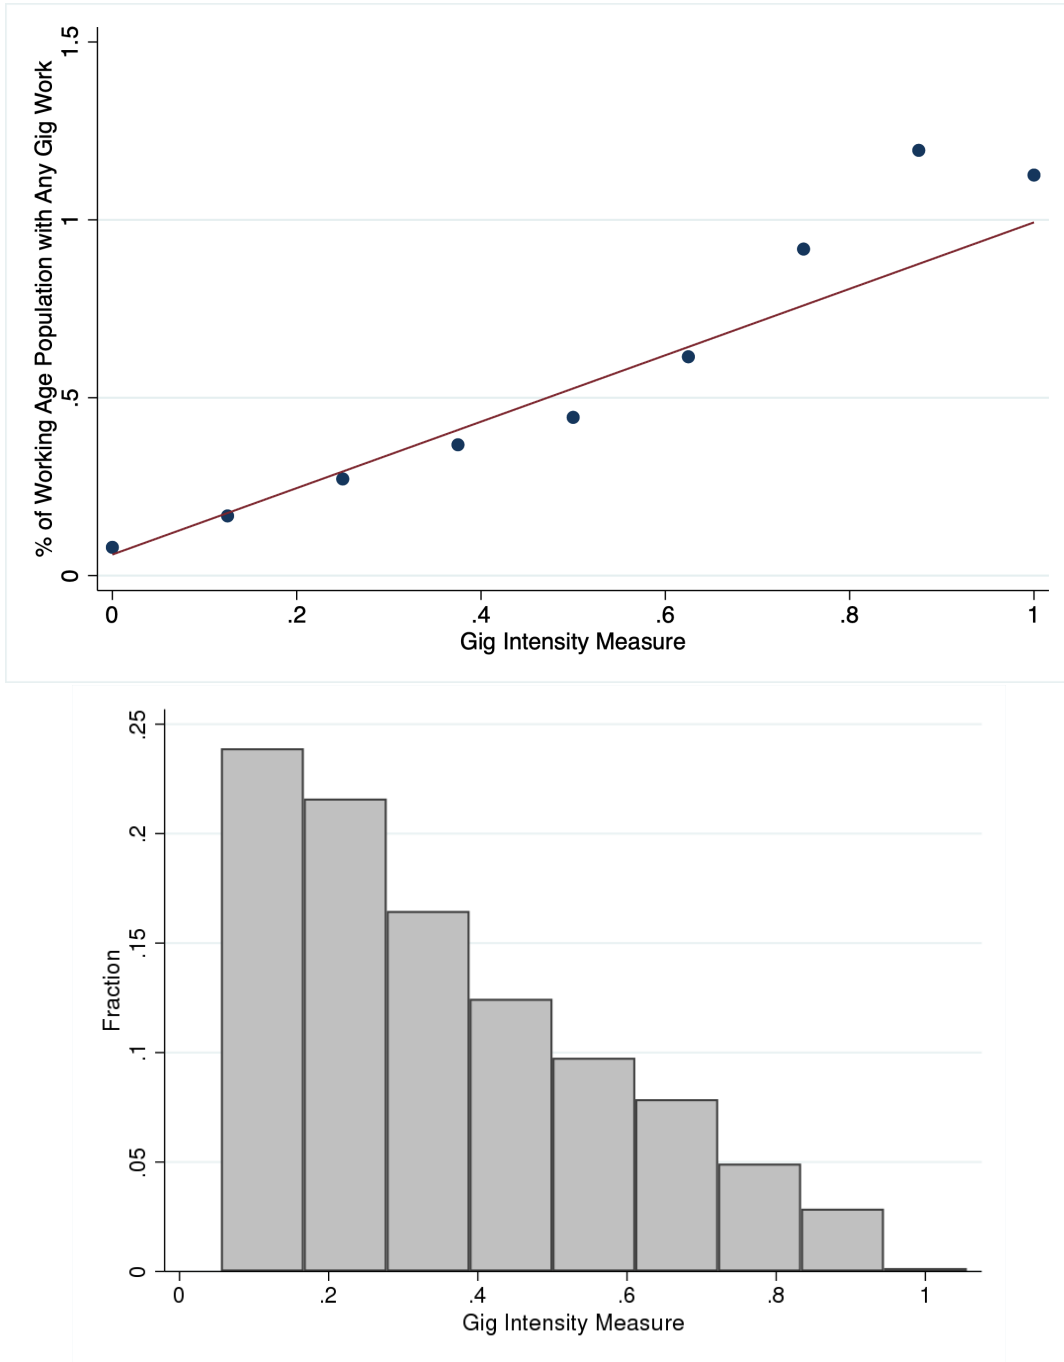 % of Working Age Population with Any Gig Work
1.5
1
.5
0
0 .2 .4 .6 .8 1
Gig Intensity Measure
Fraction
.25
.2
.15
.1
.05
0
0 .2 .4 .6 .8 1
Gig Intensity Measure